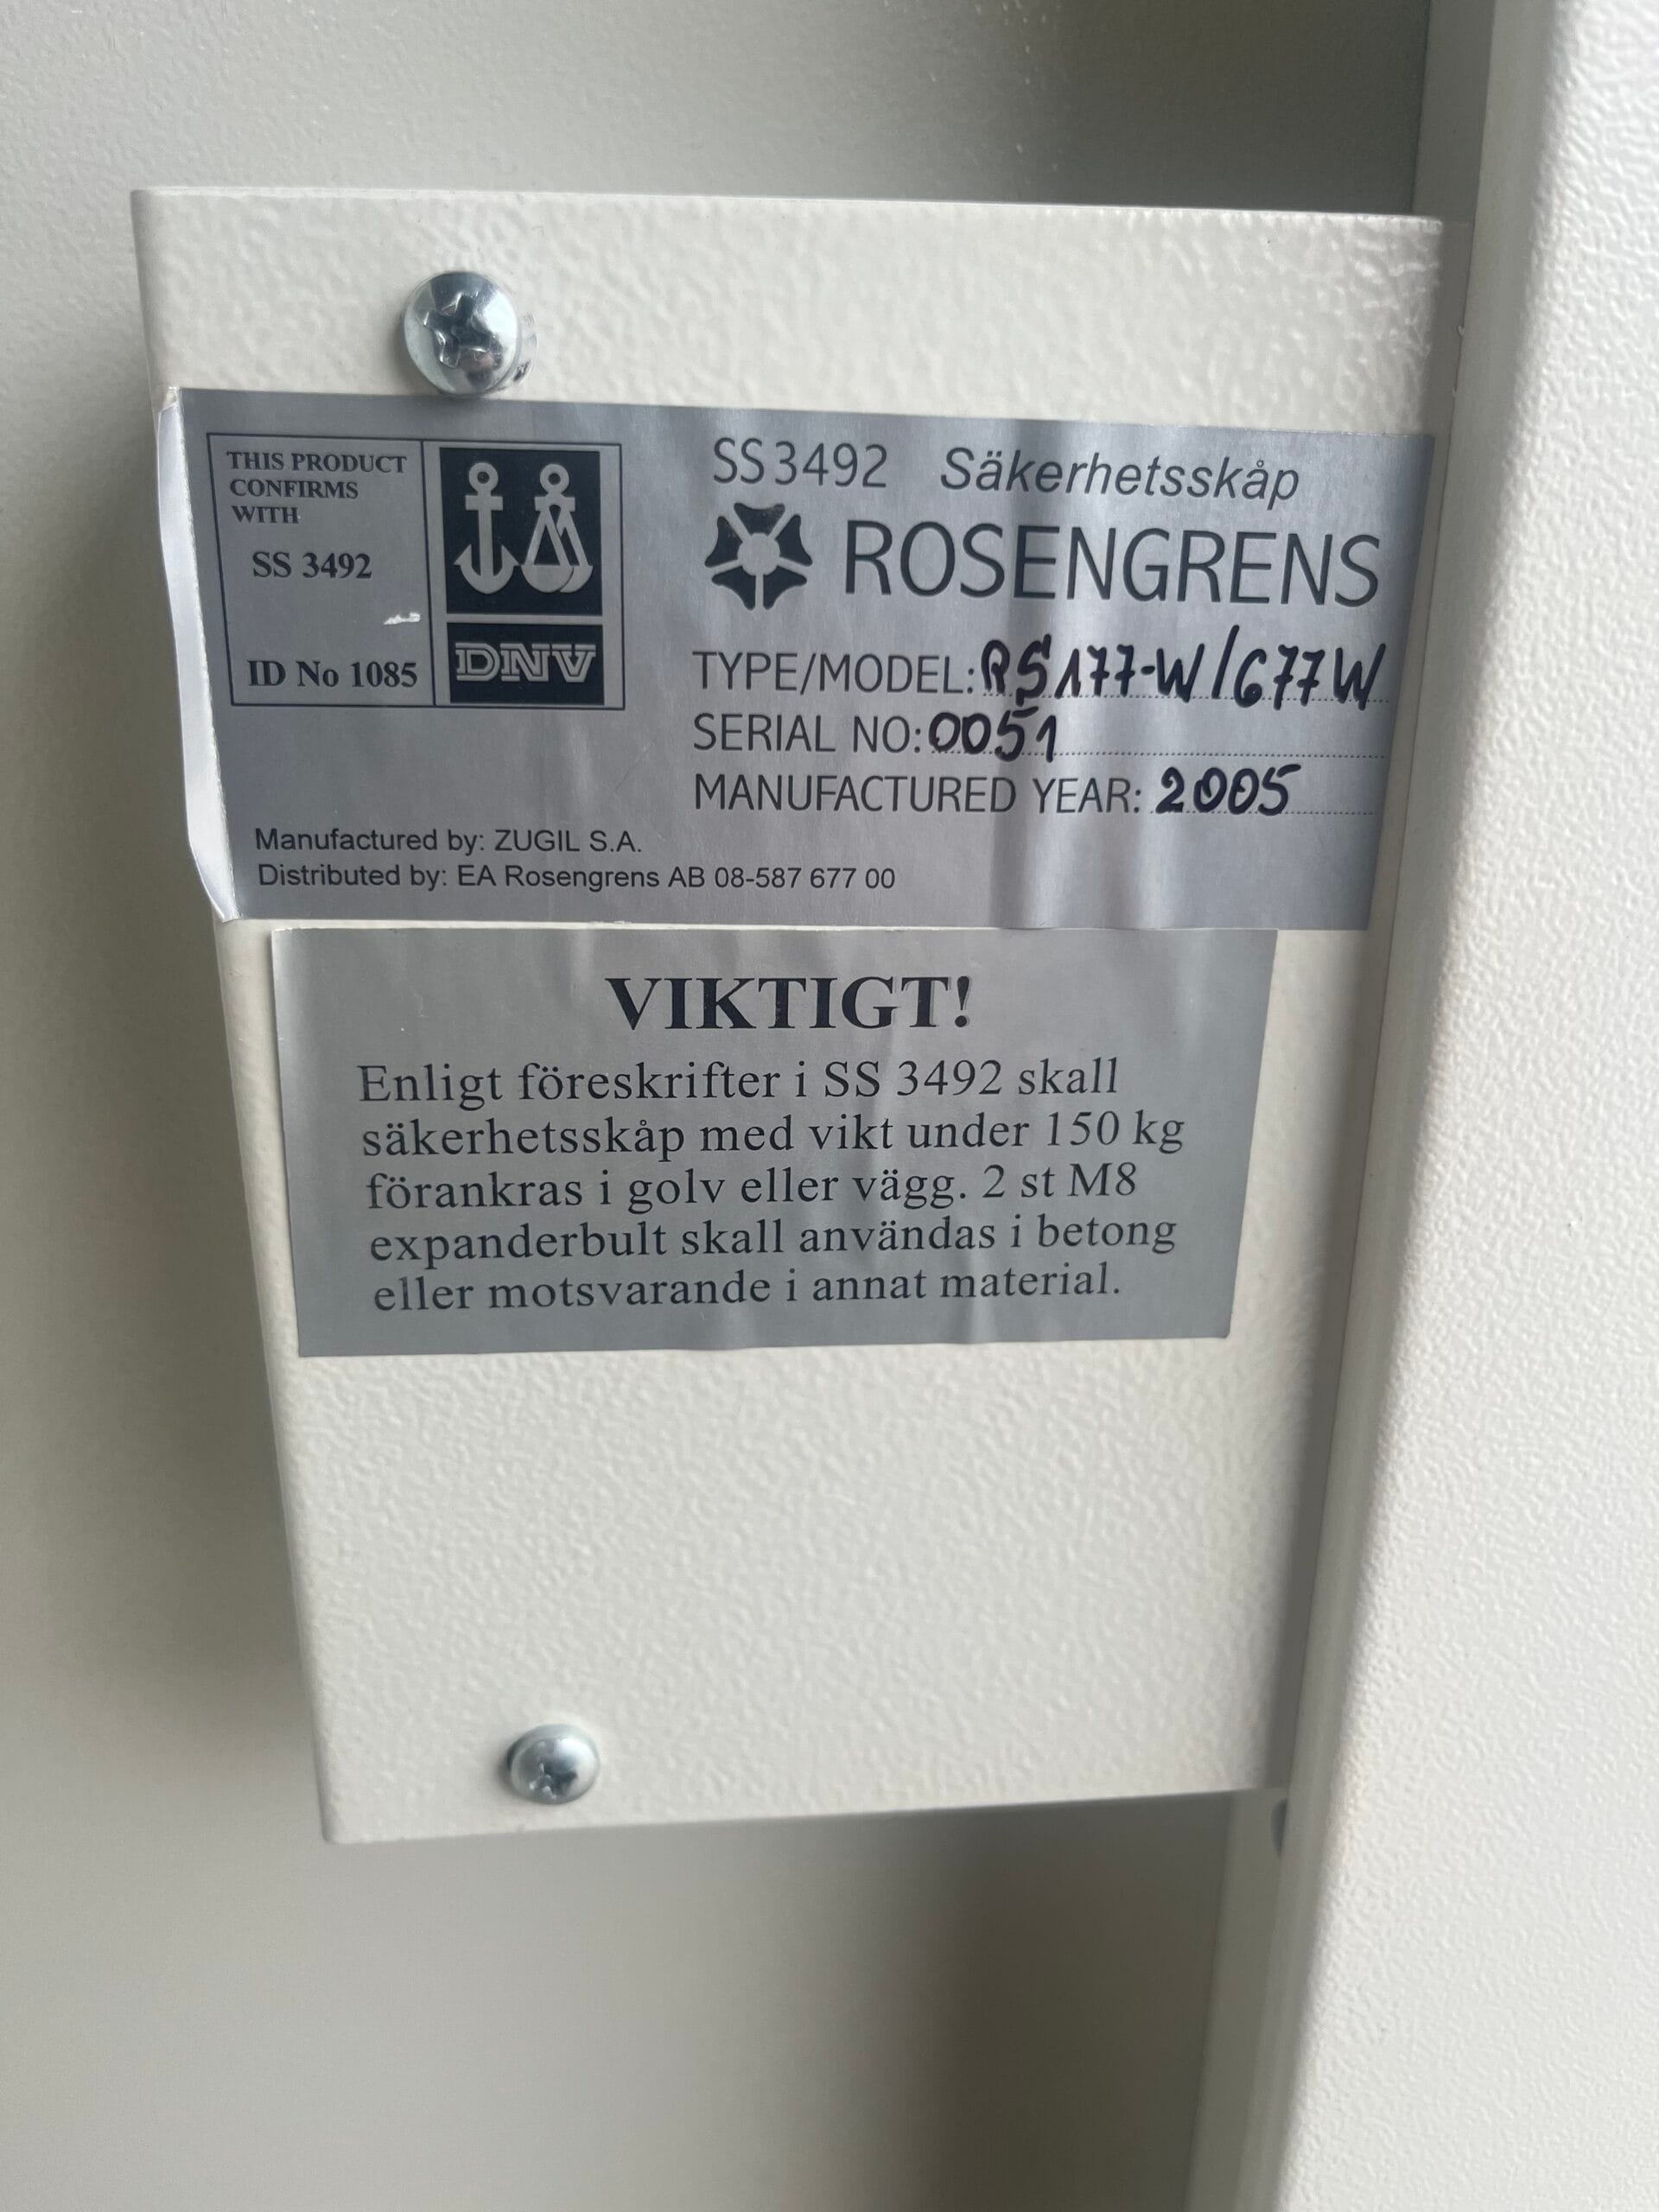 THIS PRODUCT
CONFIRMS
WITH
SS 3492
ID No 1085
DNV
SS3492 Säkerhetsskåp
ROSENGRENS
TYPE/MODEL: RS177-W/677W
SERIAL NO: 0051
MANUFACTURED YEAR: 2005
Manufactured by: ZUGIL S.A.
Distributed by: EA Rosengrens AB 08-587 677 00
VIKTIGT!
Enligt föreskrifter i SS 3492 skall
säkerhetsskåp med vikt under 150 kg
förankras i golv eller vägg. 2 st M8
expanderbult skall användas i betong
eller motsvarande i annat material.